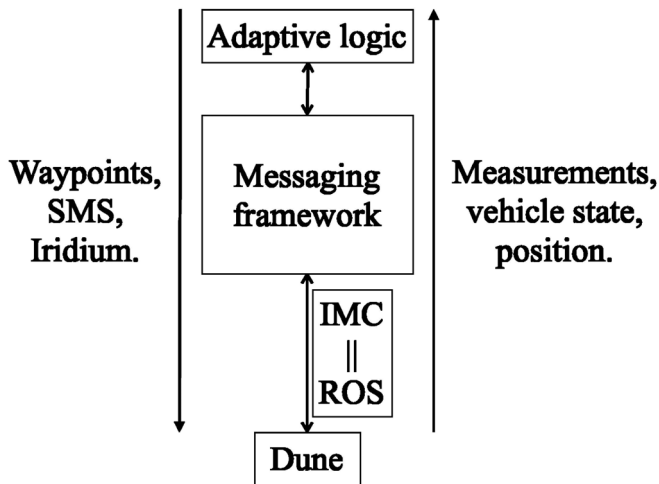 Adaptive logic
Waypoints,
SMS,
Iridium.
Messaging
framework
Measurements,
vehicle state,
position.
IMC
||
ROS
Dune